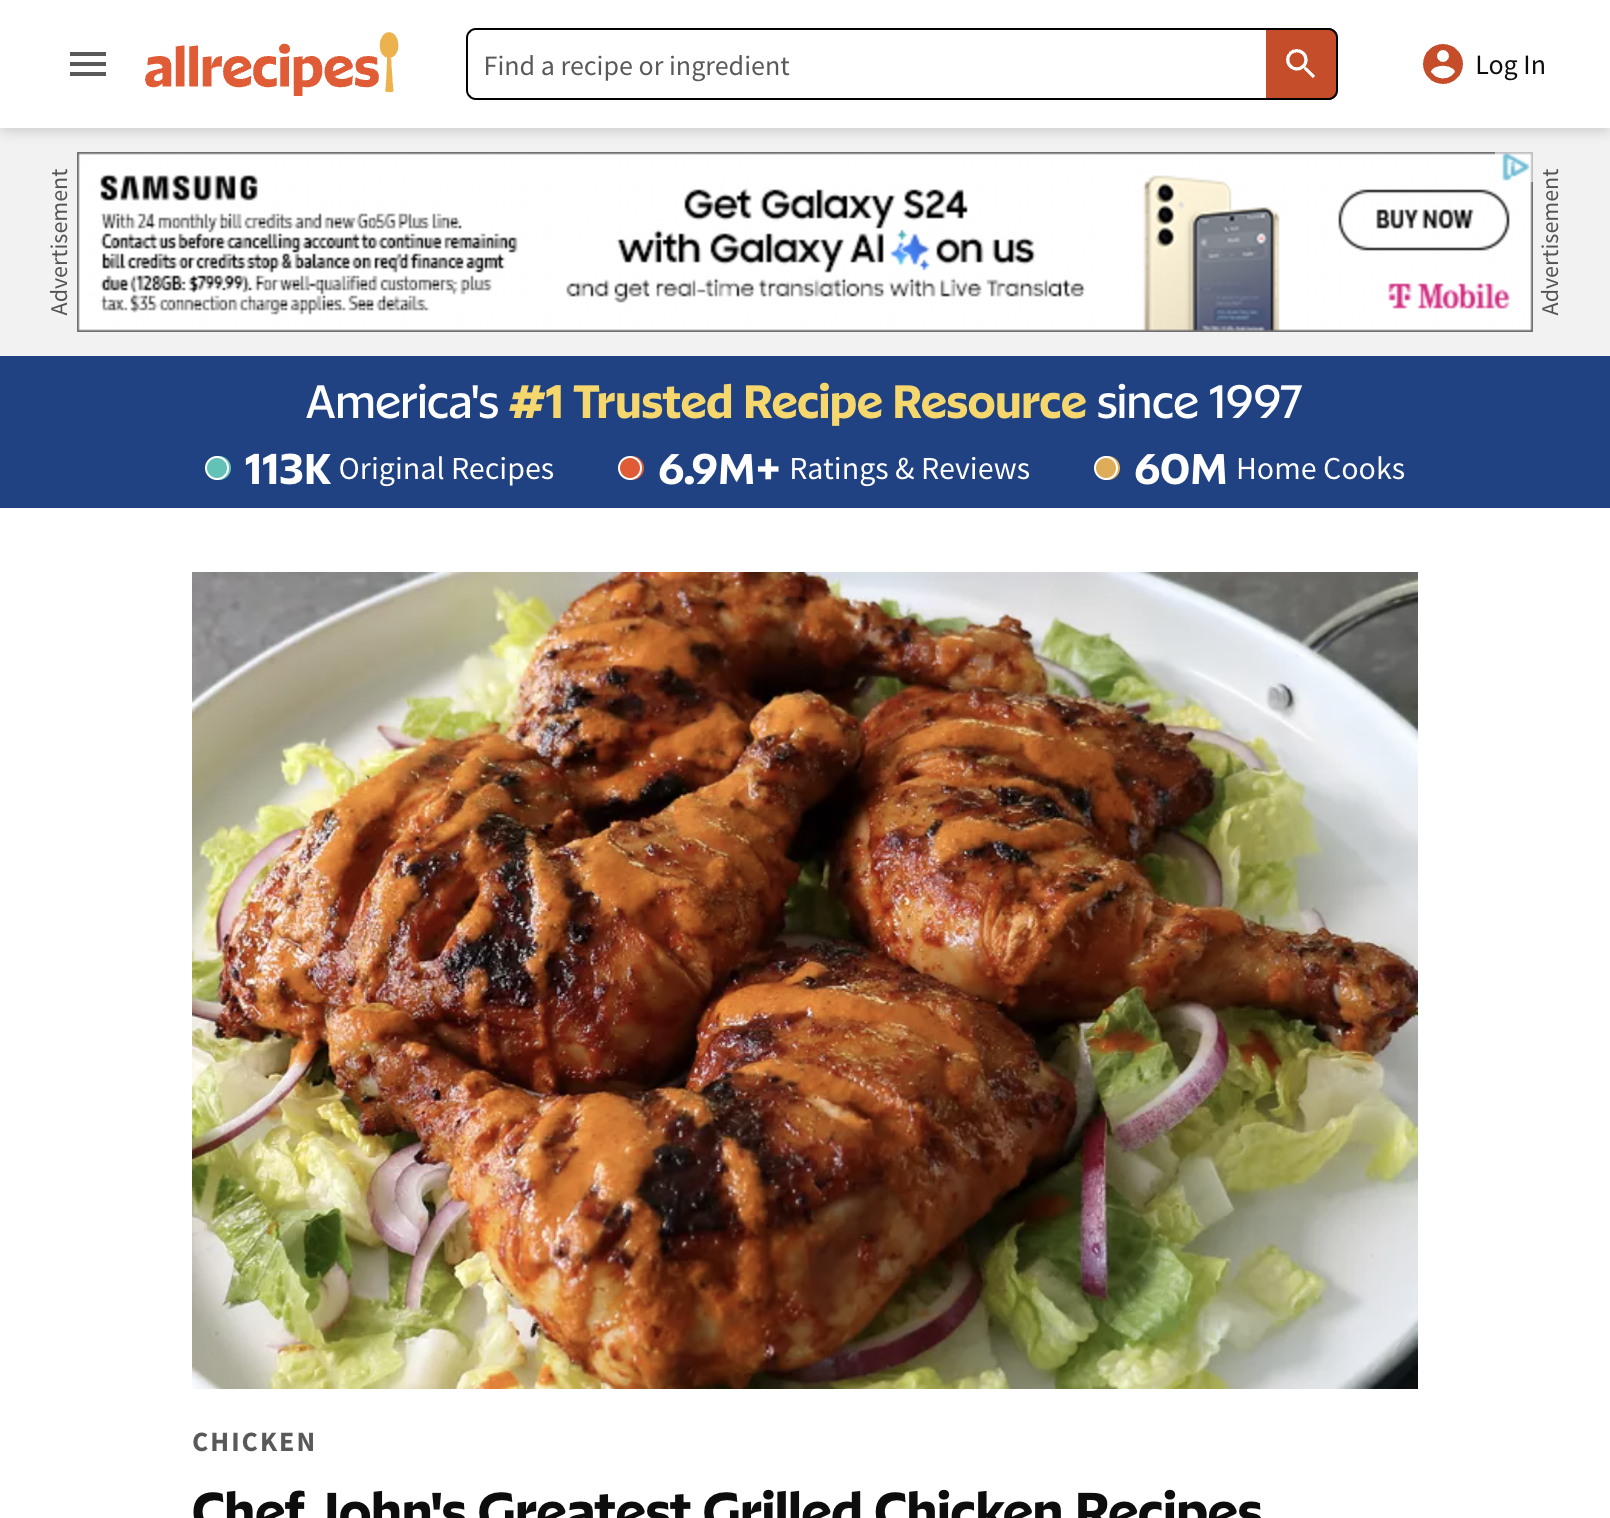 allrecipes
Find a recipe or ingredient
Log In
Advertisement
SAMSUNG
With 24 monthly bill credits and new Go5G Plus line.
Contact us before cancelling account to continue remaining
bill credits or credits stop & balance on req'd finance agmt
due (128GB: $799.99). For well-qualified customers; plus
tax. $35 connection charge applies. See details.
Get Galaxy S24
with Galaxy AI on us
and get real-time translations with Live Translate
BUY NOW
T Mobile
Advertisement
America's #1 Trusted Recipe Resource since 1997
113K Original Recipes
6.9M+ Ratings & Reviews
60M Home Cooks
CHICKEN
Chef John's Greatest Grilled Chicken Recipes